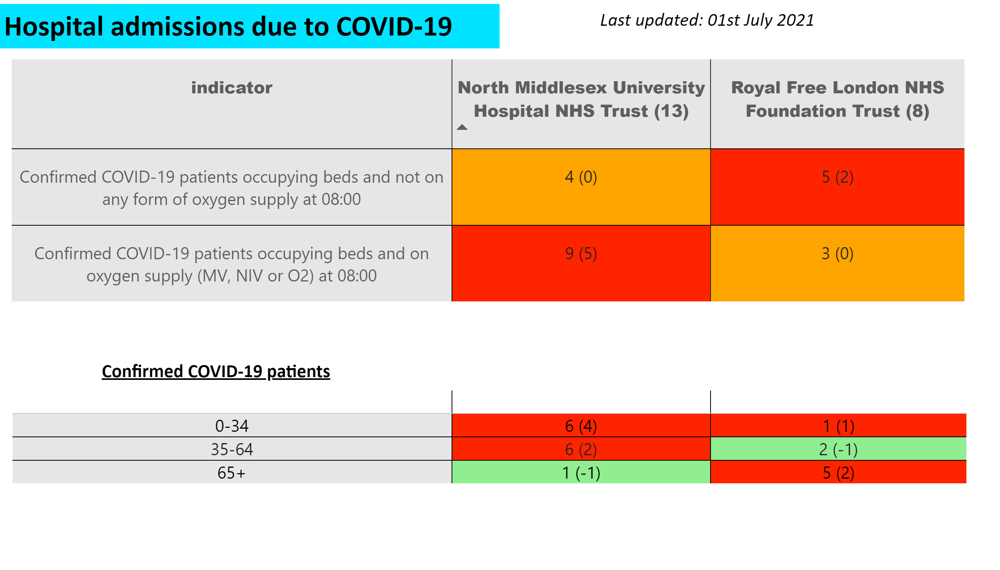 Hospital admissions due to COVID-19
Last updated: 01st July 2021
indicator
North Middlesex University
Hospital NHS Trust (13)
Royal Free London NHS
Foundation Trust (8)
Confirmed COVID-19 patients occupying beds and not on
any form of oxygen supply at 08:00
4 (0)
5 (2)
Confirmed COVID-19 patients occupying beds and on
oxygen supply (MV, NIV or O2) at 08:00
9 (5)
3 (0)
Confirmed COVID-19 patients
0-34
6 (4)
1 (1)
35-64
6 (2)
2 (-1)
65+
1 (-1)
5 (2)